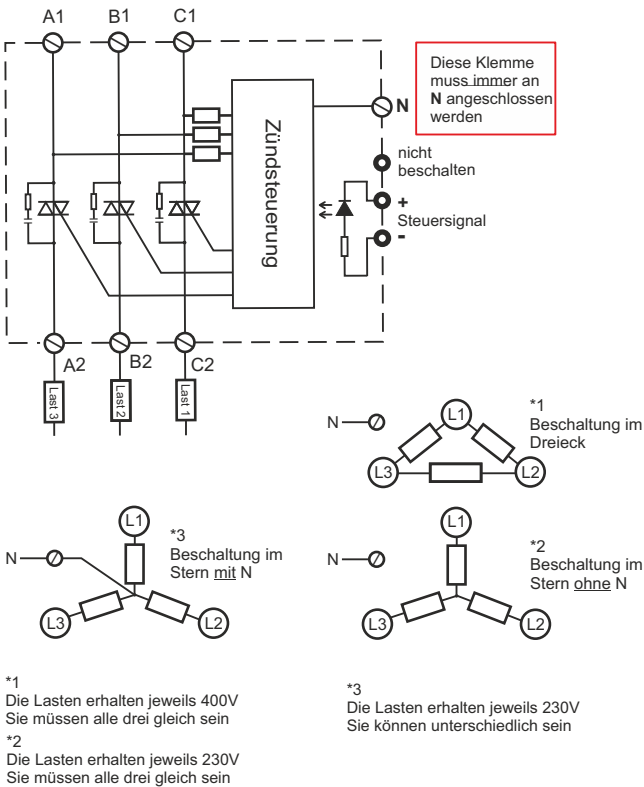 A1
B1
C1
Diese Klemme
muss immer an
N angeschlossen
werden
N
nicht
beschalten
+
Steuersignal
-
Zündsteuerung
A2
B2
C2
Last 3
Last 2
Last 1
N
L1
L3
L2
*1
Beschaltung im
Dreieck
N
L1
L3
L2
*3
Beschaltung im
Stern mit N
N
L1
L3
L2
*2
Beschaltung im
Stern ohne N
*1
Die Lasten erhalten jeweils 400V
Sie müssen alle drei gleich sein
*2
Die Lasten erhalten jeweils 230V
Sie müssen alle drei gleich sein
*3
Die Lasten erhalten jeweils 230V
Sie können unterschiedlich sein